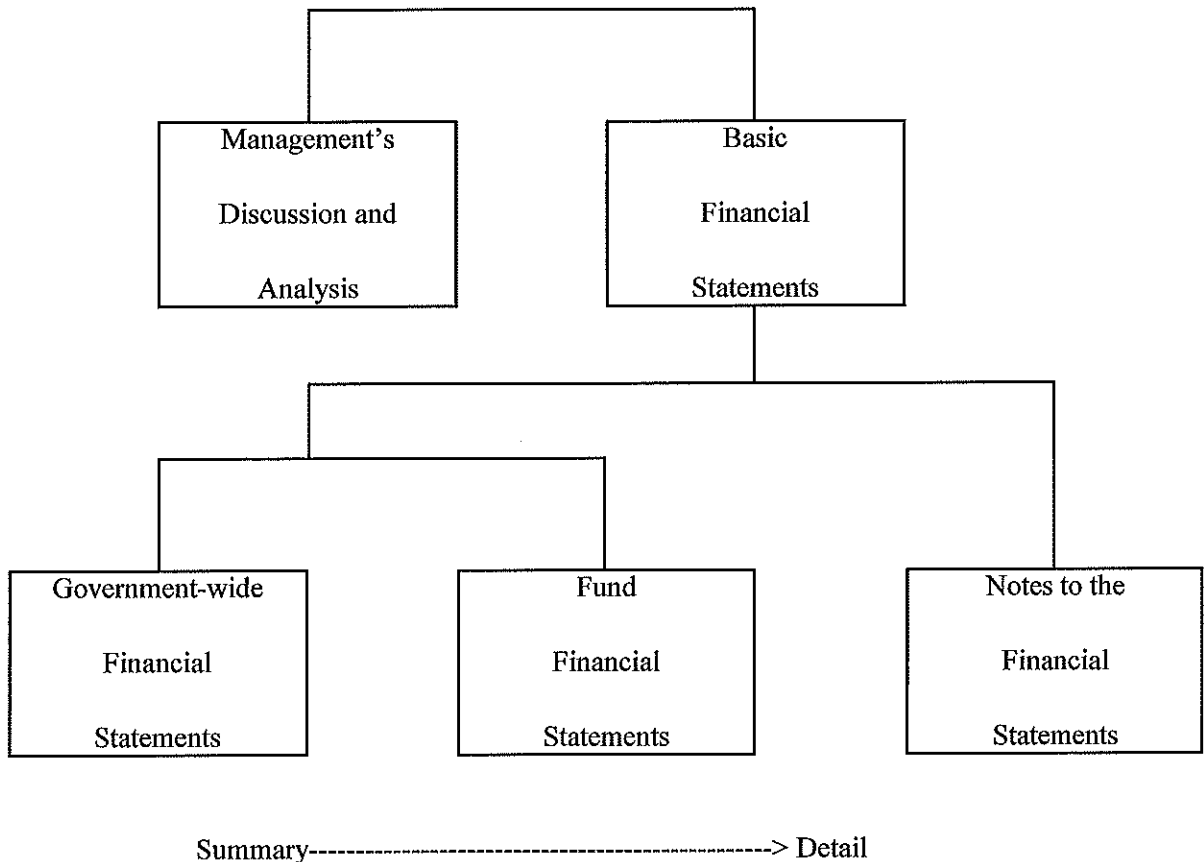 Management’s
Discussion and
Analysis
Basic
Financial
Statements
Government-wide
Financial
Statements
Fund
Financial
Statements
Notes to the
Financial
Statements
Summary----------------------------------------------> Detail